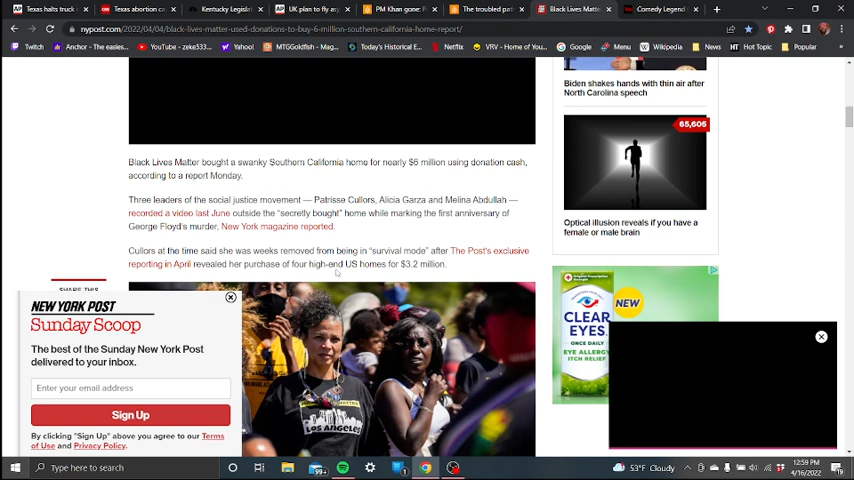 Texas halts truck
Texas abortion ca
Kentucky Legisla
UK plan to fly asy
PM Khan gone: F
The troubled pat
Black Lives Matte
Comedy Legend
nypost.com/2022/04/04/black-lives-matter-used-donations-to-buy-6-million-southern-california-home-report/
Twitch
Anchor - The easies...
YouTube - zeke533...
Yahoo!
MTGGoldfish - Mag...
Today's Historical E...
Netflix
VRV - Home of You...
Google
Menu
Wikipedia
News
HT Hot Topic
Popular
Black Lives Matter bought a swanky Southern California home for nearly $6 million using donation cash,
according to a report Monday.
Three leaders of the social justice movement — Patrisse Cullors, Alicia Garza and Melina Abdullah —
recorded a video last June outside the "secretly bought" home while marking the first anniversary of
George Floyd's murder, New York magazine reported.
Cullors at the time said she was weeks removed from being in "survival mode" after The Post's exclusive
reporting in April revealed her purchase of four high-end US homes for $3.2 million.
Biden shakes hands with thin air after
North Carolina speech
65,605
Optical illusion reveals if you have a
female or male brain
SHARE THIS
NEW YORK POST
Sunday Scoop
The best of the Sunday New York Post
delivered to your inbox.
Enter your email address
Sign Up
By clicking "Sign Up" above you agree to our Terms
of Use and Privacy Policy.
LOS ANGELES
NEW
CLEAR
EYES
ONCE DAILY
EYE ALLERGY
ITCH RELIEF
Type here to search
99+
53°F Cloudy
12:59 PM
4/16/2022
19